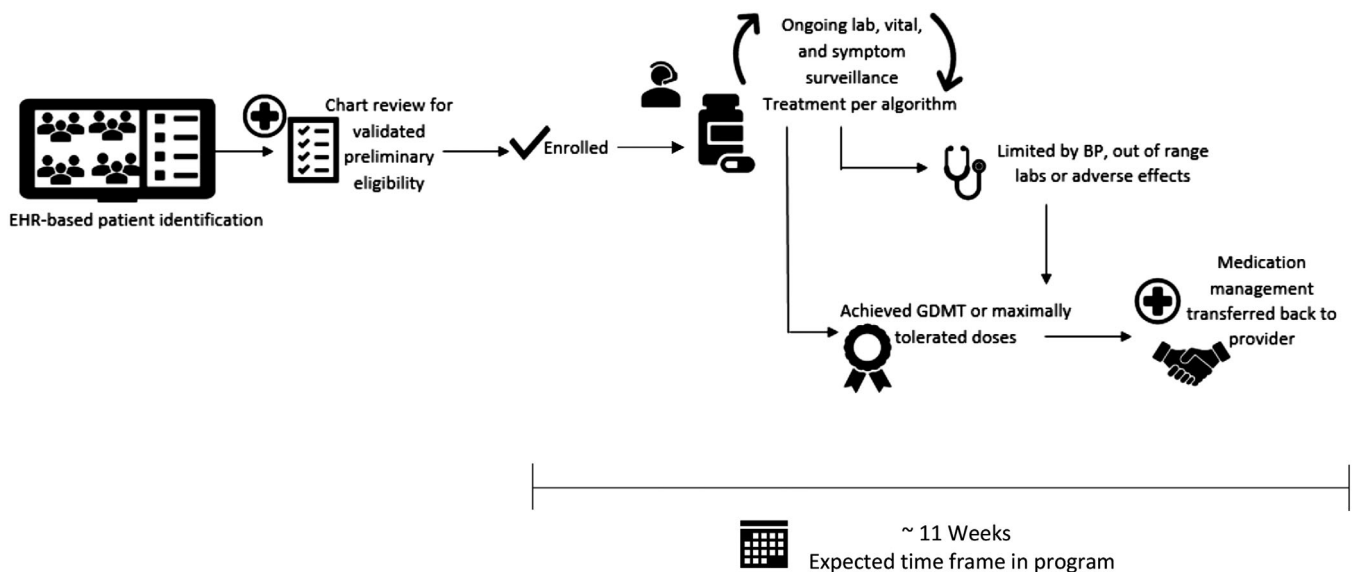 EHR-based patient identification
Chart review for
validated
preliminary
eligibility
Enrolled
Ongoing lab, vital,
and symptom
surveillance
Treatment per algorithm
Limited by BP, out of range
labs or adverse effects
Achieved GDMT or maximally
tolerated doses
Medication
management
transferred back to
provider
~ 11 Weeks
Expected time frame in program